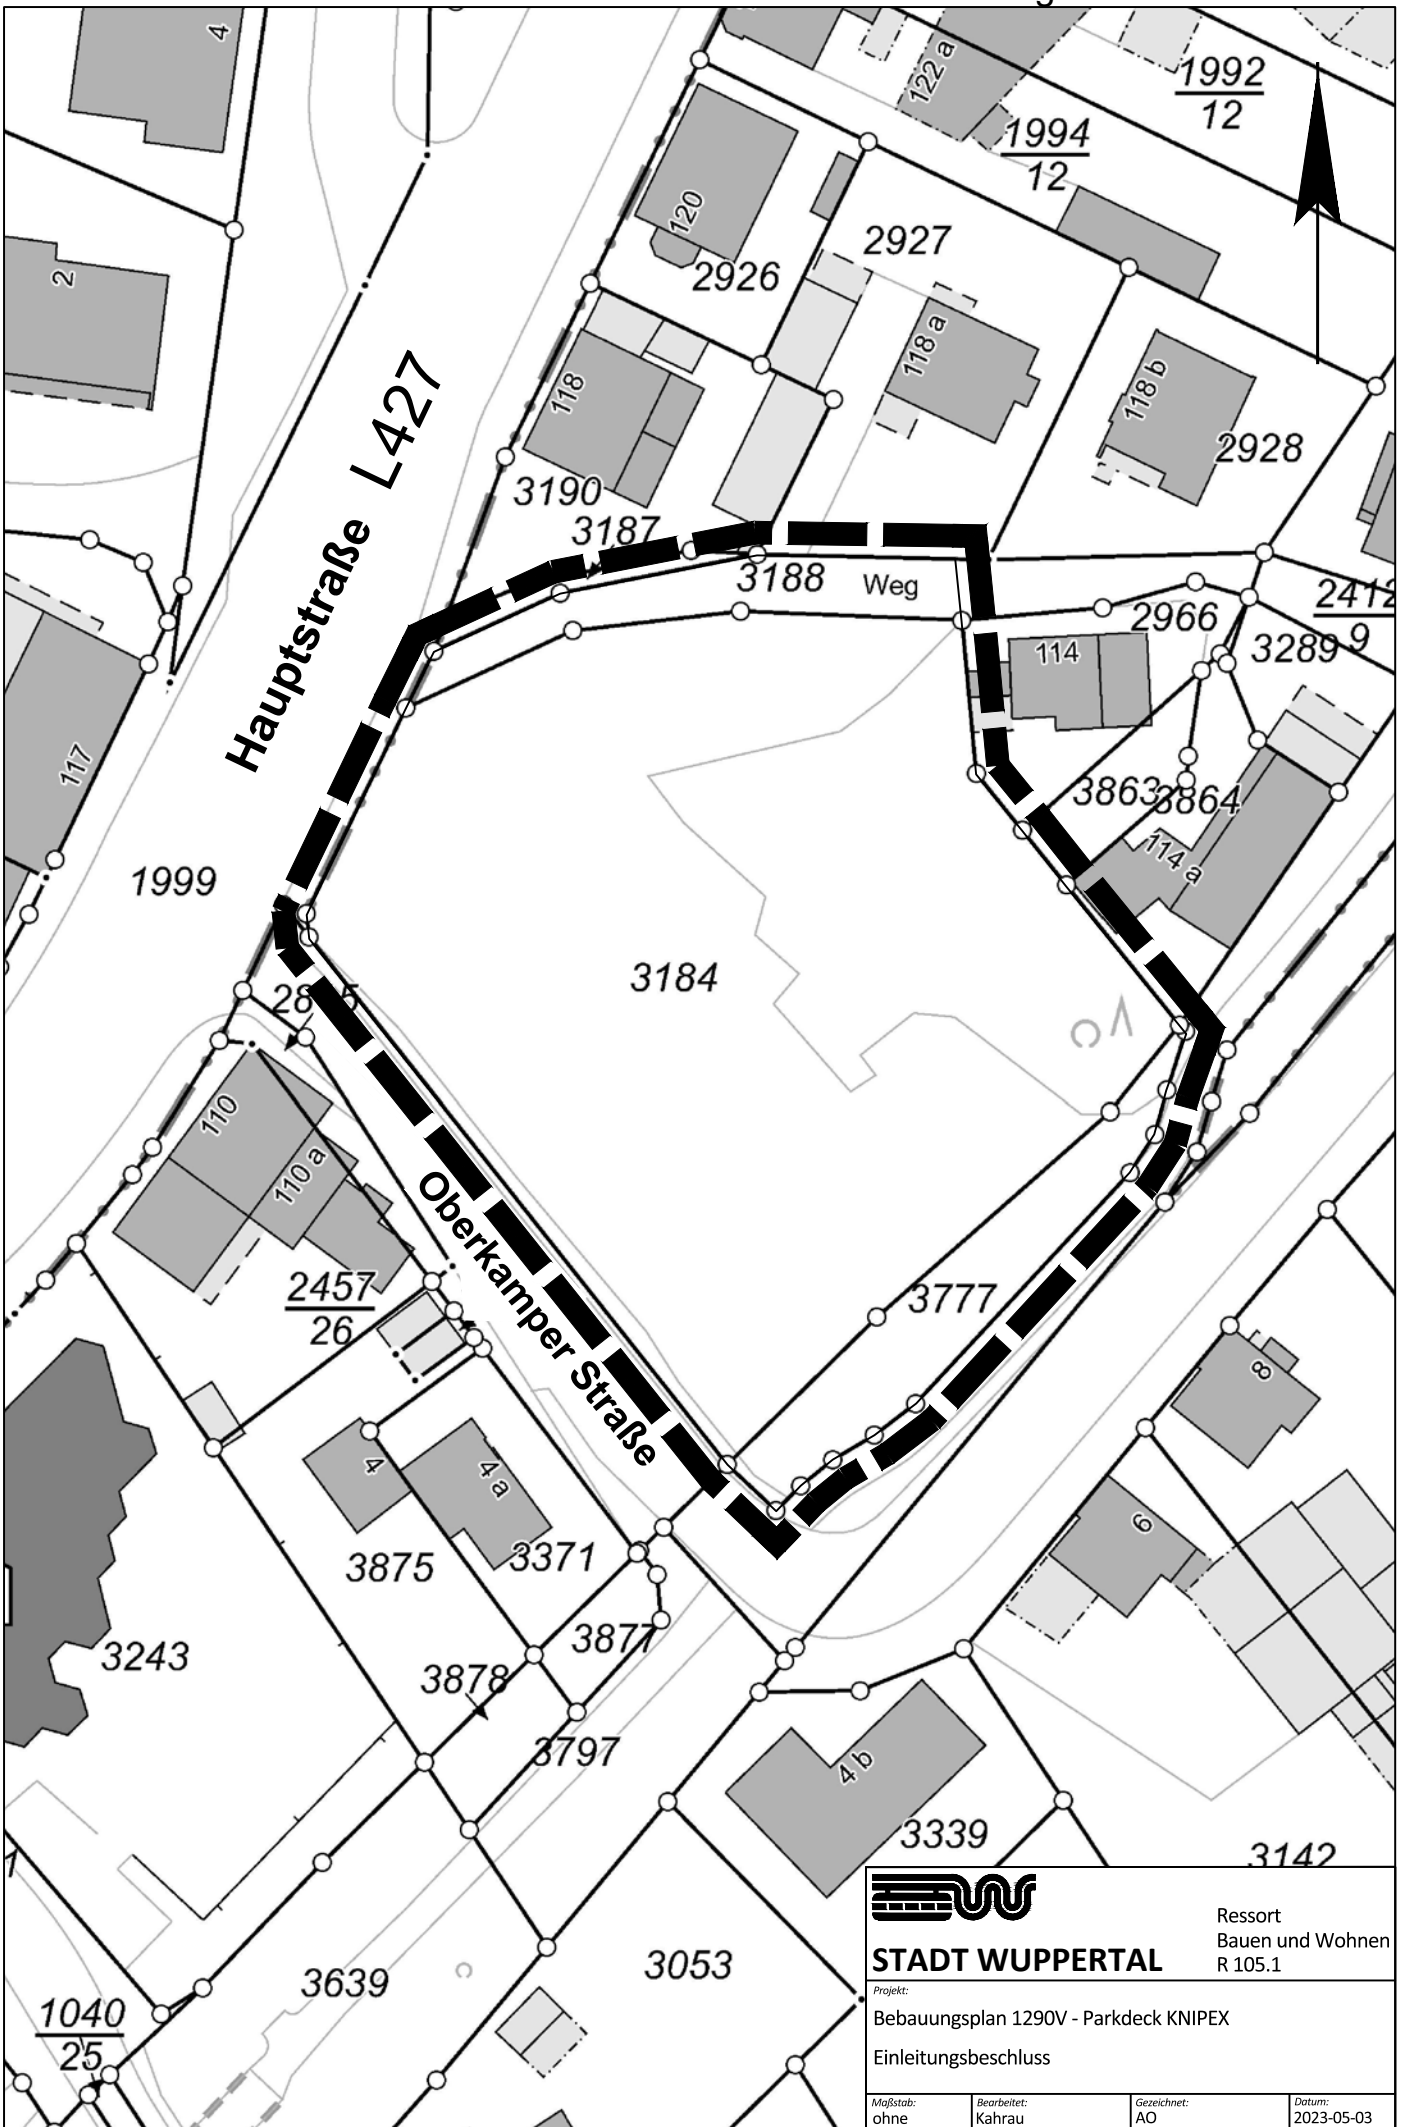 4
122 a
1992
12
1994
12
120
2
2926
2927
118 a
118 b
118
2928
Hauptstraße L427
3190
3187
3188
Weg
2966
2412
9
3289
114
117
3863
3864
114 a
1999
3184
110
110 a
Oberkamper Straße
2457
26
3777
8
4
4 a
6
3875
3371
3243
3877
3878
3797
4 b
3339
3142
3053
3639
1040
25
STADT WUPPERTAL
Ressort
Bauen und Wohnen
R 105.1
Projekt:
Bebauungsplan 1290V - Parkdeck KNIPEX
Einleitungsbeschluss
Maßstab:
ohne
Bearbeitet:
Kahrau
Gezeichnet:
AO
Datum:
2023-05-03